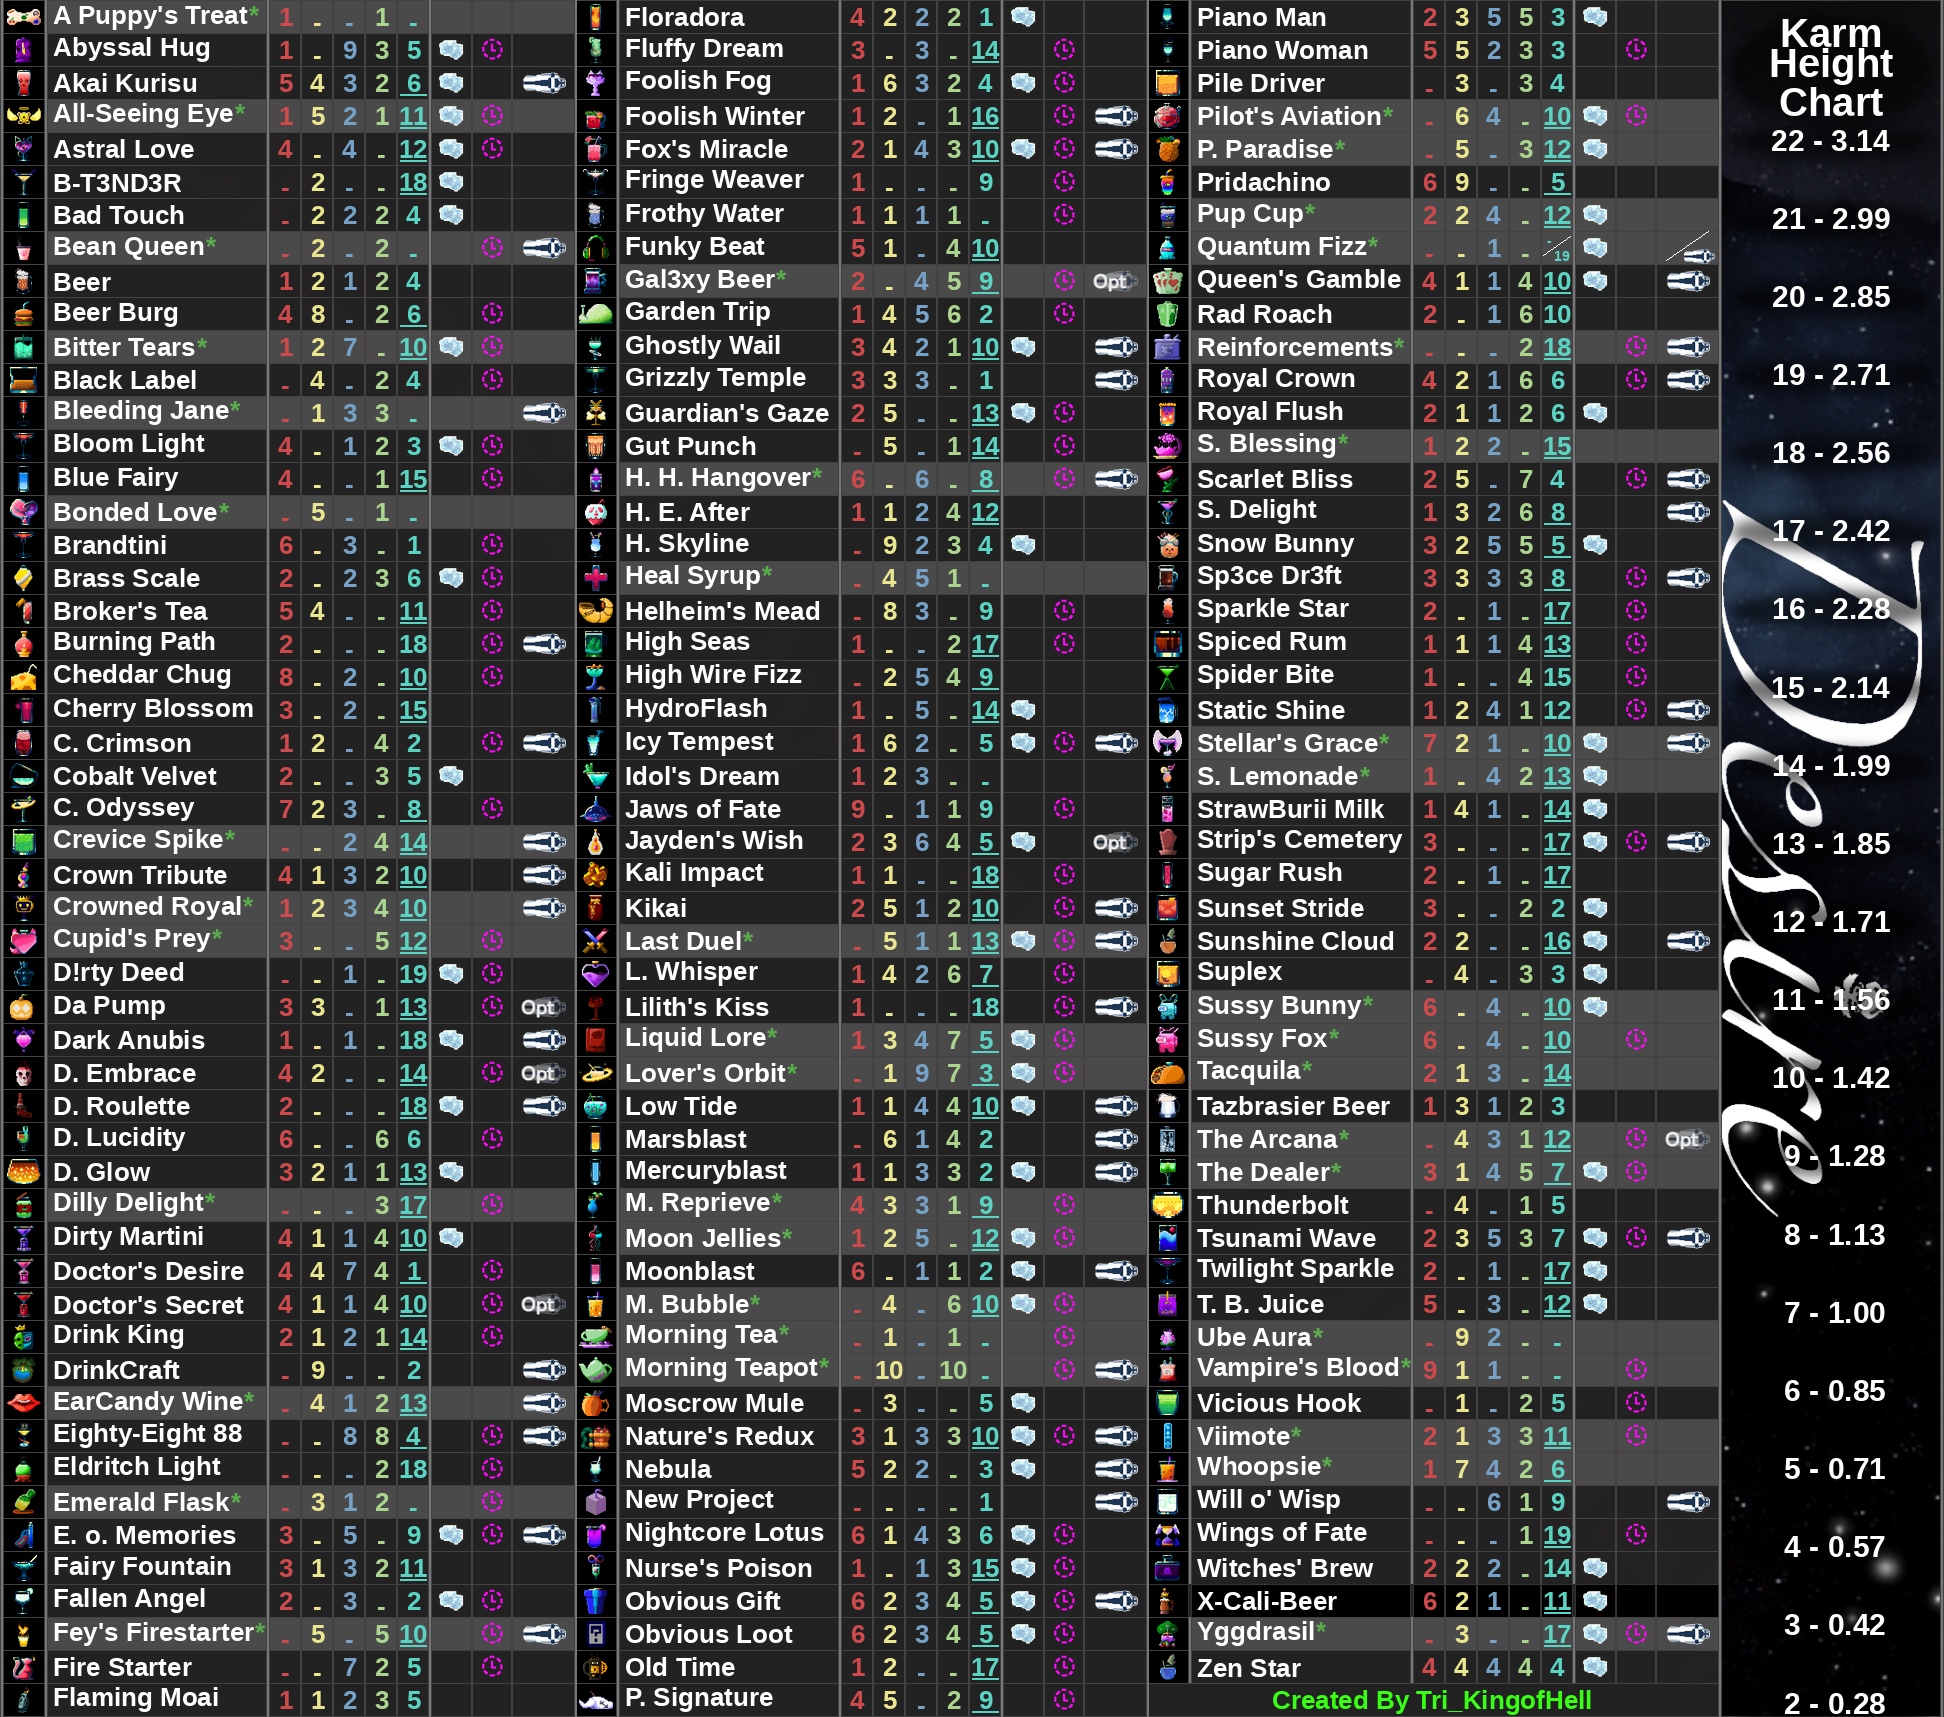 A Puppy's Treat* 1 - - 1 -
Abyssal Hug 1 - 9 3 5
Akai Kurisu 5 4 3 2 6
All-Seeing Eye* 1 5 2 1 11
Astral Love 4 - 4 - 12
B-T3ND3R - 2 - - 18
Bad Touch - 2 2 2 4
Bean Queen* - 2 - 2 -
Beer 1 2 1 2 4
Beer Burg 4 8 - 2 6
Bitter Tears* 1 2 7 - 10
Black Label - 4 - 2 4
Bleeding Jane* - 1 3 3 -
Bloom Light 4 - 1 2 3
Blue Fairy 4 - - 1 15
Bonded Love* - 5 - 1 -
Brandtini 6 - 3 - 1
Brass Scale 2 - 2 3 6
Broker's Tea 5 4 - - 11
Burning Path 2 - - - 18
Cheddar Chug 8 - 2 - 10
Cherry Blossom 3 - 2 - 15
C. Crimson 1 2 - 4 2
Cobalt Velvet 2 - - 3 5
C. Odyssey 7 2 3 - 8
Crevice Spike* - - 2 4 14
Crown Tribute 4 1 3 2 10
Crowned Royal* 1 2 3 4 10
Cupid's Prey* 3 - - 5 12
D!rty Deed - - 1 - 19
Da Pump 3 3 - 1 13 Opt
Dark Anubis 1 - 1 - 18
D. Embrace 4 2 - - 14 Opt
D. Roulette 2 - - - 18
D. Lucidity 6 - - 6 6
D. Glow 3 2 1 1 13
Dilly Delight* - - - 3 17
Dirty Martini 4 1 1 4 10
Doctor's Desire 4 4 7 4 1
Doctor's Secret 4 1 1 4 10 Opt
Drink King 2 1 2 1 14
DrinkCraft - 9 - - 2
EarCandy Wine* - 4 1 2 13
Eighty-Eight 88 - - 8 8 4
Eldritch Light - - - 2 18
Emerald Flask* - 3 1 2 -
E. o. Memories 3 - 5 - 9
Fairy Fountain 3 1 3 2 11
Fallen Angel 2 - 3 - 2
Fey's Firestarter* - 5 - 5 10
Fire Starter - - 7 2 5
Flaming Moai 1 1 2 3 5
Floradora 4 2 2 2 1
Fluffy Dream 3 - 3 - 14
Foolish Fog 1 6 3 2 4
Foolish Winter 1 2 - 1 16
Fox's Miracle 2 1 4 3 10
Fringe Weaver 1 - - - 9
Frothy Water 1 1 1 1 -
Funky Beat 5 1 - 4 10
Gal3xy Beer* 2 - 4 5 9 Opt
Garden Trip 1 4 5 6 2
Ghostly Wail 3 4 2 1 10
Grizzly Temple 3 3 3 - 1
Guardian's Gaze 2 5 - - 13
Gut Punch - 5 - 1 14
H. H. Hangover* 6 - 6 - 8
H. E. After 1 1 2 4 12
H. Skyline - 9 2 3 4
Heal Syrup* - 4 5 1 -
Helheim's Mead - 8 3 - 9
High Seas 1 - - 2 17
High Wire Fizz - 2 5 4 9
HydroFlash 1 - 5 - 14
Icy Tempest 1 6 2 - 5
Idol's Dream 1 2 3 - -
Jaws of Fate 9 - 1 1 9
Jayden's Wish 2 3 6 4 5 Opt
Kali Impact 1 1 - - 18
Kikai 2 5 1 2 10
Last Duel* - 5 1 1 13
L. Whisper 1 4 2 6 7
Lilith's Kiss 1 - - - 18
Liquid Lore* 1 3 4 7 5
Lover's Orbit* - 1 9 7 3
Low Tide 1 1 4 4 10
Marsblast - 6 1 4 2
Mercuryblast 1 1 3 3 2
M. Reprieve* 4 3 3 1 9
Moon Jellies* 1 2 5 - 12
Moonblast 6 - 1 1 2
M. Bubble* - 4 - 6 10
Morning Tea* - 1 - 1 -
Morning Teapot* - 10 - 10 -
Moscrow Mule - 3 - - 5
Nature's Redux 3 1 3 3 10
Nebula 5 2 2 - 3
New Project - - - - 1
Nightcore Lotus 6 1 4 3 6
Nurse's Poison 1 - 1 3 15
Obvious Gift 6 2 3 4 5
Obvious Loot 6 2 3 4 5
Old Time 1 2 - - 17
P. Signature 4 5 - 2 9
Piano Man 2 3 5 5 3
Piano Woman 5 5 2 3 3
Pile Driver - 3 - 3 4
Pilot's Aviation* - 6 4 - 10
P. Paradise* - 5 - 3 12
Pridachino 6 9 - - 5
Pup Cup* 2 2 4 - 12
Quantum Fizz* - - 1 - -/19
Queen's Gamble 4 1 1 4 10
Rad Roach 2 - 1 6 10
Reinforcements* - - - 2 18
Royal Crown 4 2 1 6 6
Royal Flush 2 1 1 2 6
S. Blessing* 1 2 2 - 15
Scarlet Bliss 2 5 - 7 4
S. Delight 1 3 2 6 8
Snow Bunny 3 2 5 5 5
Sp3ce Dr3ft 3 3 3 3 8
Sparkle Star 2 - 1 - 17
Spiced Rum 1 1 1 4 13
Spider Bite 1 - - 4 15
Static Shine 1 2 4 1 12
Stellar's Grace* 7 2 1 - 10
S. Lemonade* 1 - 4 2 13
StrawBurii Milk 1 4 1 - 14
Strip's Cemetery 3 - - - 17
Sugar Rush 2 - 1 - 17
Sunset Stride 3 - - 2 2
Sunshine Cloud 2 2 - - 16
Suplex - 4 - 3 3
Sussy Bunny* 6 - 4 - 10
Sussy Fox* 6 - 4 - 10
Tacquila* 2 1 3 - 14
Tazbrasier Beer 1 3 1 2 3
The Arcana* - 4 3 1 12 Opt
The Dealer* 3 1 4 5 7
Thunderbolt - 4 - 1 5
Tsunami Wave 2 3 5 3 7
Twilight Sparkle 2 - 1 - 17
T. B. Juice 5 - 3 - 12
Ube Aura* - 9 2 - -
Vampire's Blood* 9 1 1 - -
Vicious Hook - 1 - 2 5
Viimote* 2 1 3 3 11
Whoopsie* 1 7 4 2 6
Will o' Wisp - - 6 1 9
Wings of Fate - - - 1 19
Witches' Brew 2 2 2 - 14
X-Cali-Beer 6 2 1 - 11
Yggdrasil* - 3 - - 17
Zen Star 4 4 4 4 4
Created By Tri_KingofHell
Karm
Height
Chart
22 - 3.14
21 - 2.99
20 - 2.85
19 - 2.71
18 - 2.56
17 - 2.42
16 - 2.28
15 - 2.14
14 - 1.99
13 - 1.85
12 - 1.71
11 - 1.56
10 - 1.42
9 - 1.28
8 - 1.13
7 - 1.00
6 - 0.85
5 - 0.71
4 - 0.57
3 - 0.42
2 - 0.28